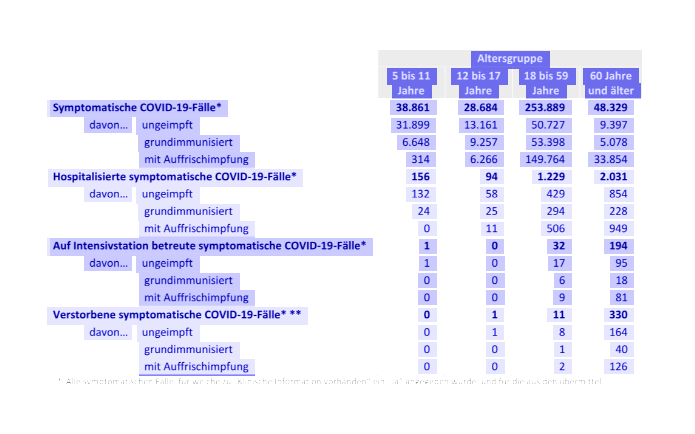 Altersgruppe
5 bis 11 Jahre 12 bis 17 Jahre 18 bis 59 Jahre 60 Jahre und älter
Symptomatische COVID-19-Fälle* 38.861 28.684 253.889 48.329
davon... ungeimpft 31.899 13.161 50.727 9.397
grundimmunisiert 6.648 9.257 53.398 5.078
mit Auffrischimpfung 314 6.266 149.764 33.854
Hospitalisierte symptomatische COVID-19-Fälle* 156 94 1.229 2.031
davon... ungeimpft 132 58 429 854
grundimmunisiert 24 25 294 228
mit Auffrischimpfung 0 11 506 949
Auf Intensivstation betreute symptomatische COVID-19-Fälle* 1 0 32 194
davon... ungeimpft 1 0 17 95
grundimmunisiert 0 0 6 18
mit Auffrischimpfung 0 0 9 81
Verstorbene symptomatische COVID-19-Fälle* ** 0 1 11 330
davon... ungeimpft 0 1 8 164
grundimmunisiert 0 0 1 40
mit Auffrischimpfung 0 0 2 126